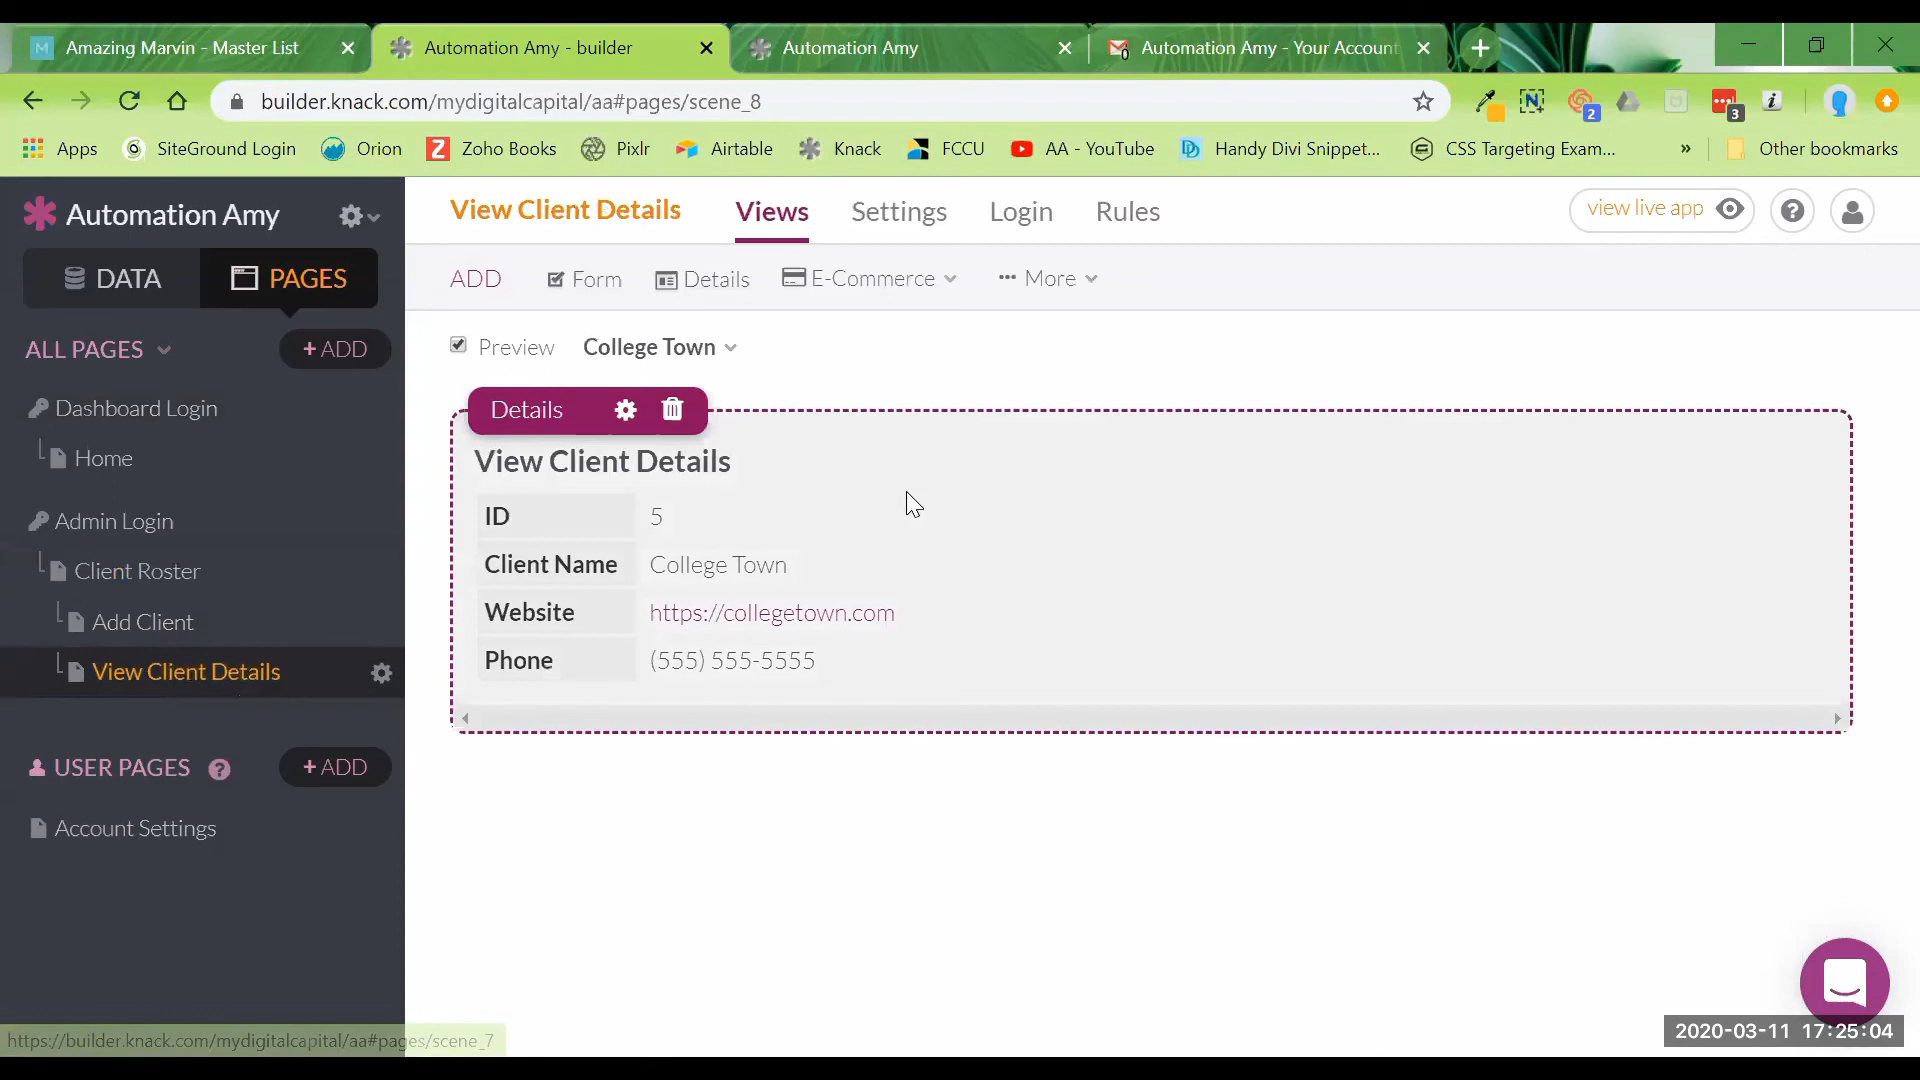 Amazing Marvin - Master List
Automation Amy - builder
Automation Amy
Automation Amy - Your Account
builder.knack.com/mydigitalcapital/aa#pages/scene_8
2
3
Apps
SiteGround Login
Orion
Zoho Books
Pixlr
Airtable
Knack
FCCU
AA - YouTube
Handy Divi Snippet...
CSS Targeting Exam...
»
Other bookmarks
Automation Amy
View Client Details
Views
Settings
Login
Rules
view live app
DATA
PAGES
ADD
Form
Details
E-Commerce
More
ALL PAGES
+ ADD
Preview
College Town
Dashboard Login
Home
Admin Login
Client Roster
Add Client
View Client Details
USER PAGES
+ ADD
Account Settings
Details
View Client Details
ID 5
Client Name College Town
Website https://collegetown.com
Phone (555) 555-5555
https://builder.knack.com/mydigitalcapital/aa#pages/scene_7
2020-03-11 17:25:04